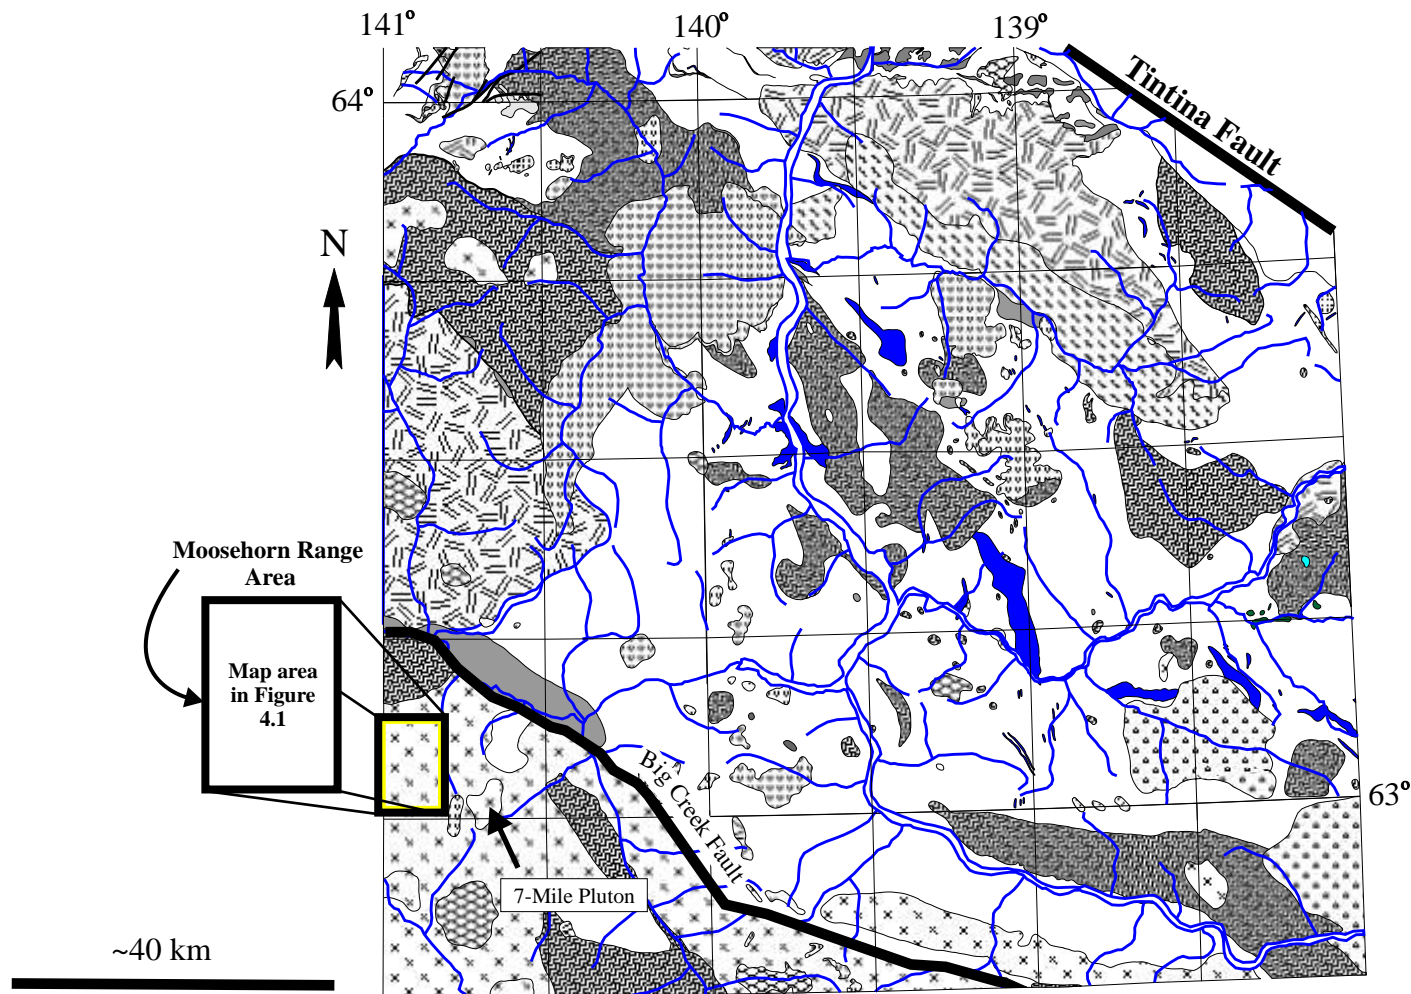 141°
140°
139°
64°
Tintina Fault
N
Moosehorn Range
Area
Map area
in Figure
4.1
Big Creek Fault
63°
7-Mile Pluton
~40 km